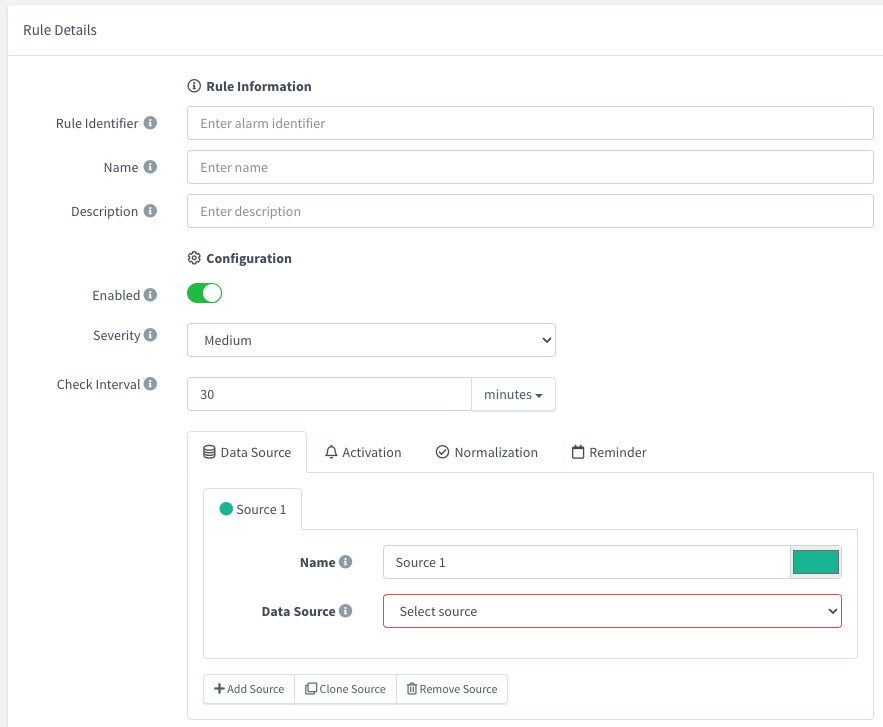 Rule Details
Rule Information
Rule Identifier
Enter alarm identifier
Name
Enter name
Description
Enter description
Configuration
Enabled
Severity
Medium
Check Interval
30 minutes
Data Source Activation Normalization Reminder
Source 1
Name
Source 1
Data Source
Select source
Add Source Clone Source Remove Source